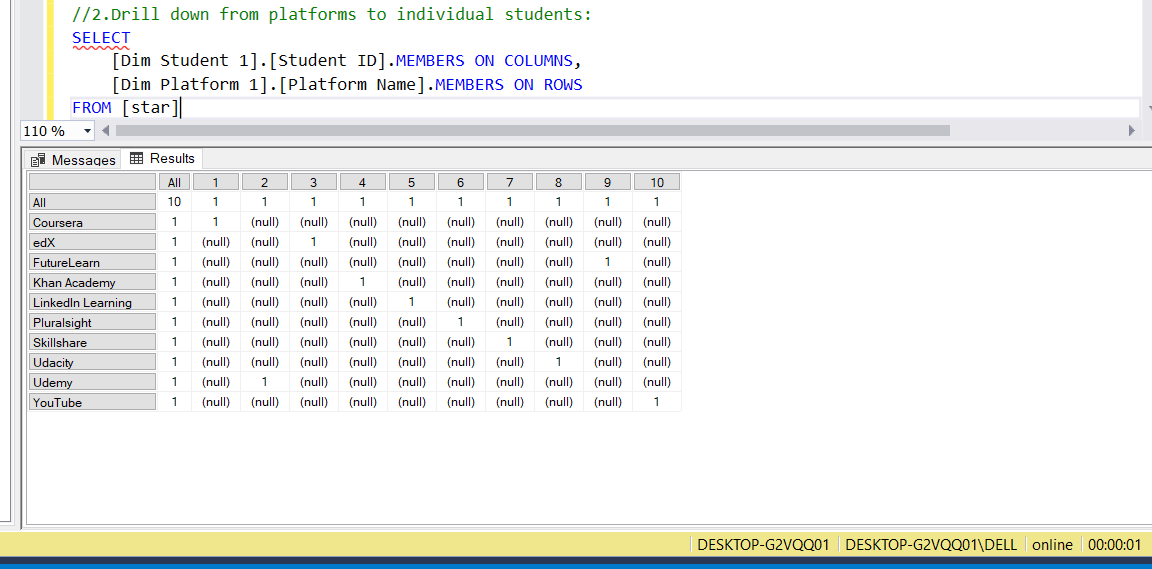 //2.Drill down from platforms to individual students:
SELECT
[Dim Student 1].[Student ID].MEMBERS ON COLUMNS,
[Dim Platform 1].[Platform Name].MEMBERS ON ROWS
FROM [star]
110 %
Messages Results
All 1 2 3 4 5 6 7 8 9 10
All 10 1 1 1 1 1 1 1 1 1 1
Coursera 1 1 (null) (null) (null) (null) (null) (null) (null) (null) (null)
edX 1 (null) (null) 1 (null) (null) (null) (null) (null) (null) (null)
FutureLearn 1 (null) (null) (null) (null) (null) (null) (null) (null) 1 (null)
Khan Academy 1 (null) (null) (null) 1 (null) (null) (null) (null) (null) (null)
LinkedIn Learning 1 (null) (null) (null) (null) 1 (null) (null) (null) (null) (null)
Pluralsight 1 (null) (null) (null) (null) (null) 1 (null) (null) (null) (null)
Skillshare 1 (null) (null) (null) (null) (null) (null) 1 (null) (null) (null)
Udacity 1 (null) (null) (null) (null) (null) (null) (null) 1 (null) (null)
Udemy 1 (null) 1 (null) (null) (null) (null) (null) (null) (null) (null)
YouTube 1 (null) (null) (null) (null) (null) (null) (null) (null) (null) 1
DESKTOP-G2VQQ01 DESKTOP-G2VQQ01\DELL online 00:00:01